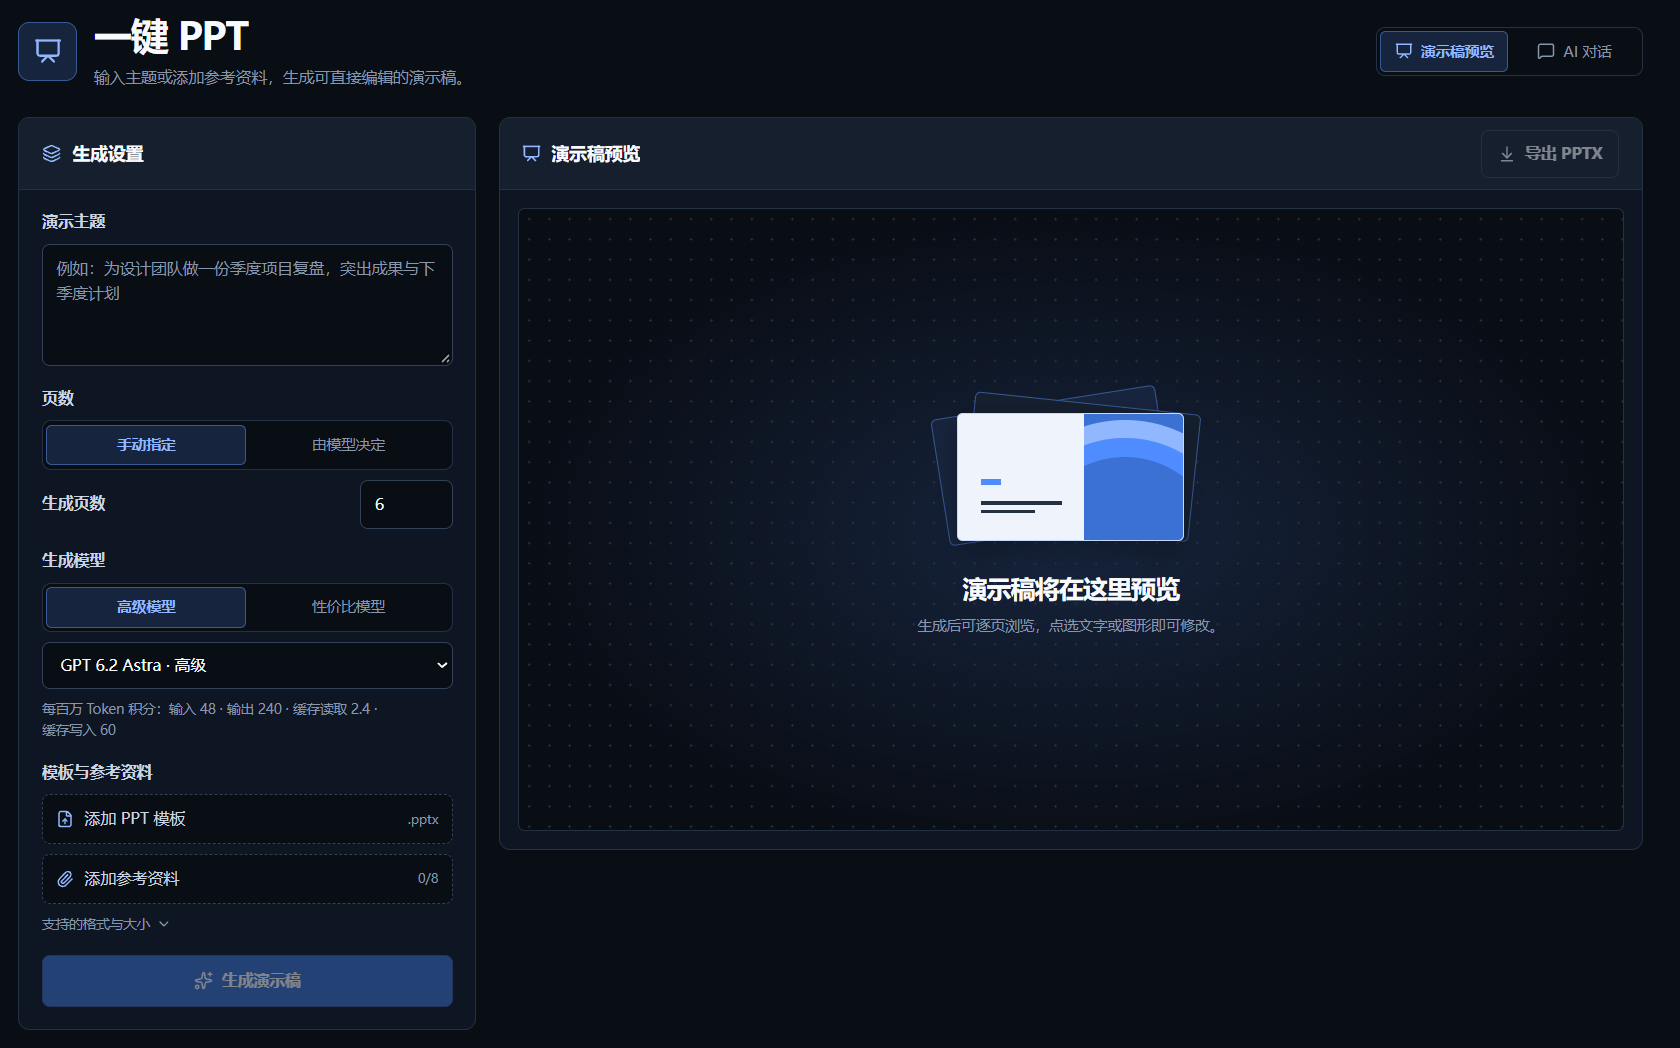 一键 PPT
输入主题或添加参考资料，生成可直接编辑的演示稿。
演示稿预览
AI 对话
生成设置
演示主题
例如：为设计团队做一份季度项目复盘，突出成果与下
季度计划
页数
手动指定
由模型决定
生成页数
6
生成模型
高级模型
性价比模型
GPT 6.2 Astra · 高级
每百万 Token 积分：输入 48 · 输出 240 · 缓存读取 2.4 ·
缓存写入 60
模板与参考资料
添加 PPT 模板
.pptx
添加参考资料
0/8
支持的格式与大小
生成演示稿
演示稿预览
导出 PPTX
演示稿将在这里预览
生成后可逐页浏览，点选文字或图形即可修改。